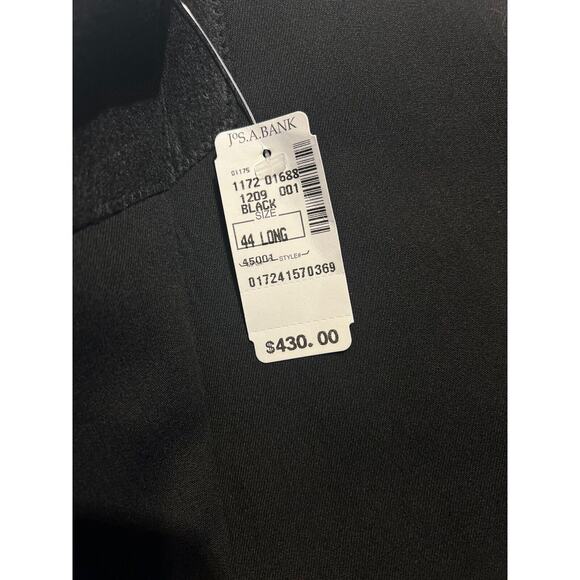 JoS.A.BANK
01175
1172 01688
1209 001
BLACK
SIZE
44 LONG
45001 STYLE#
017241570369
$430.00